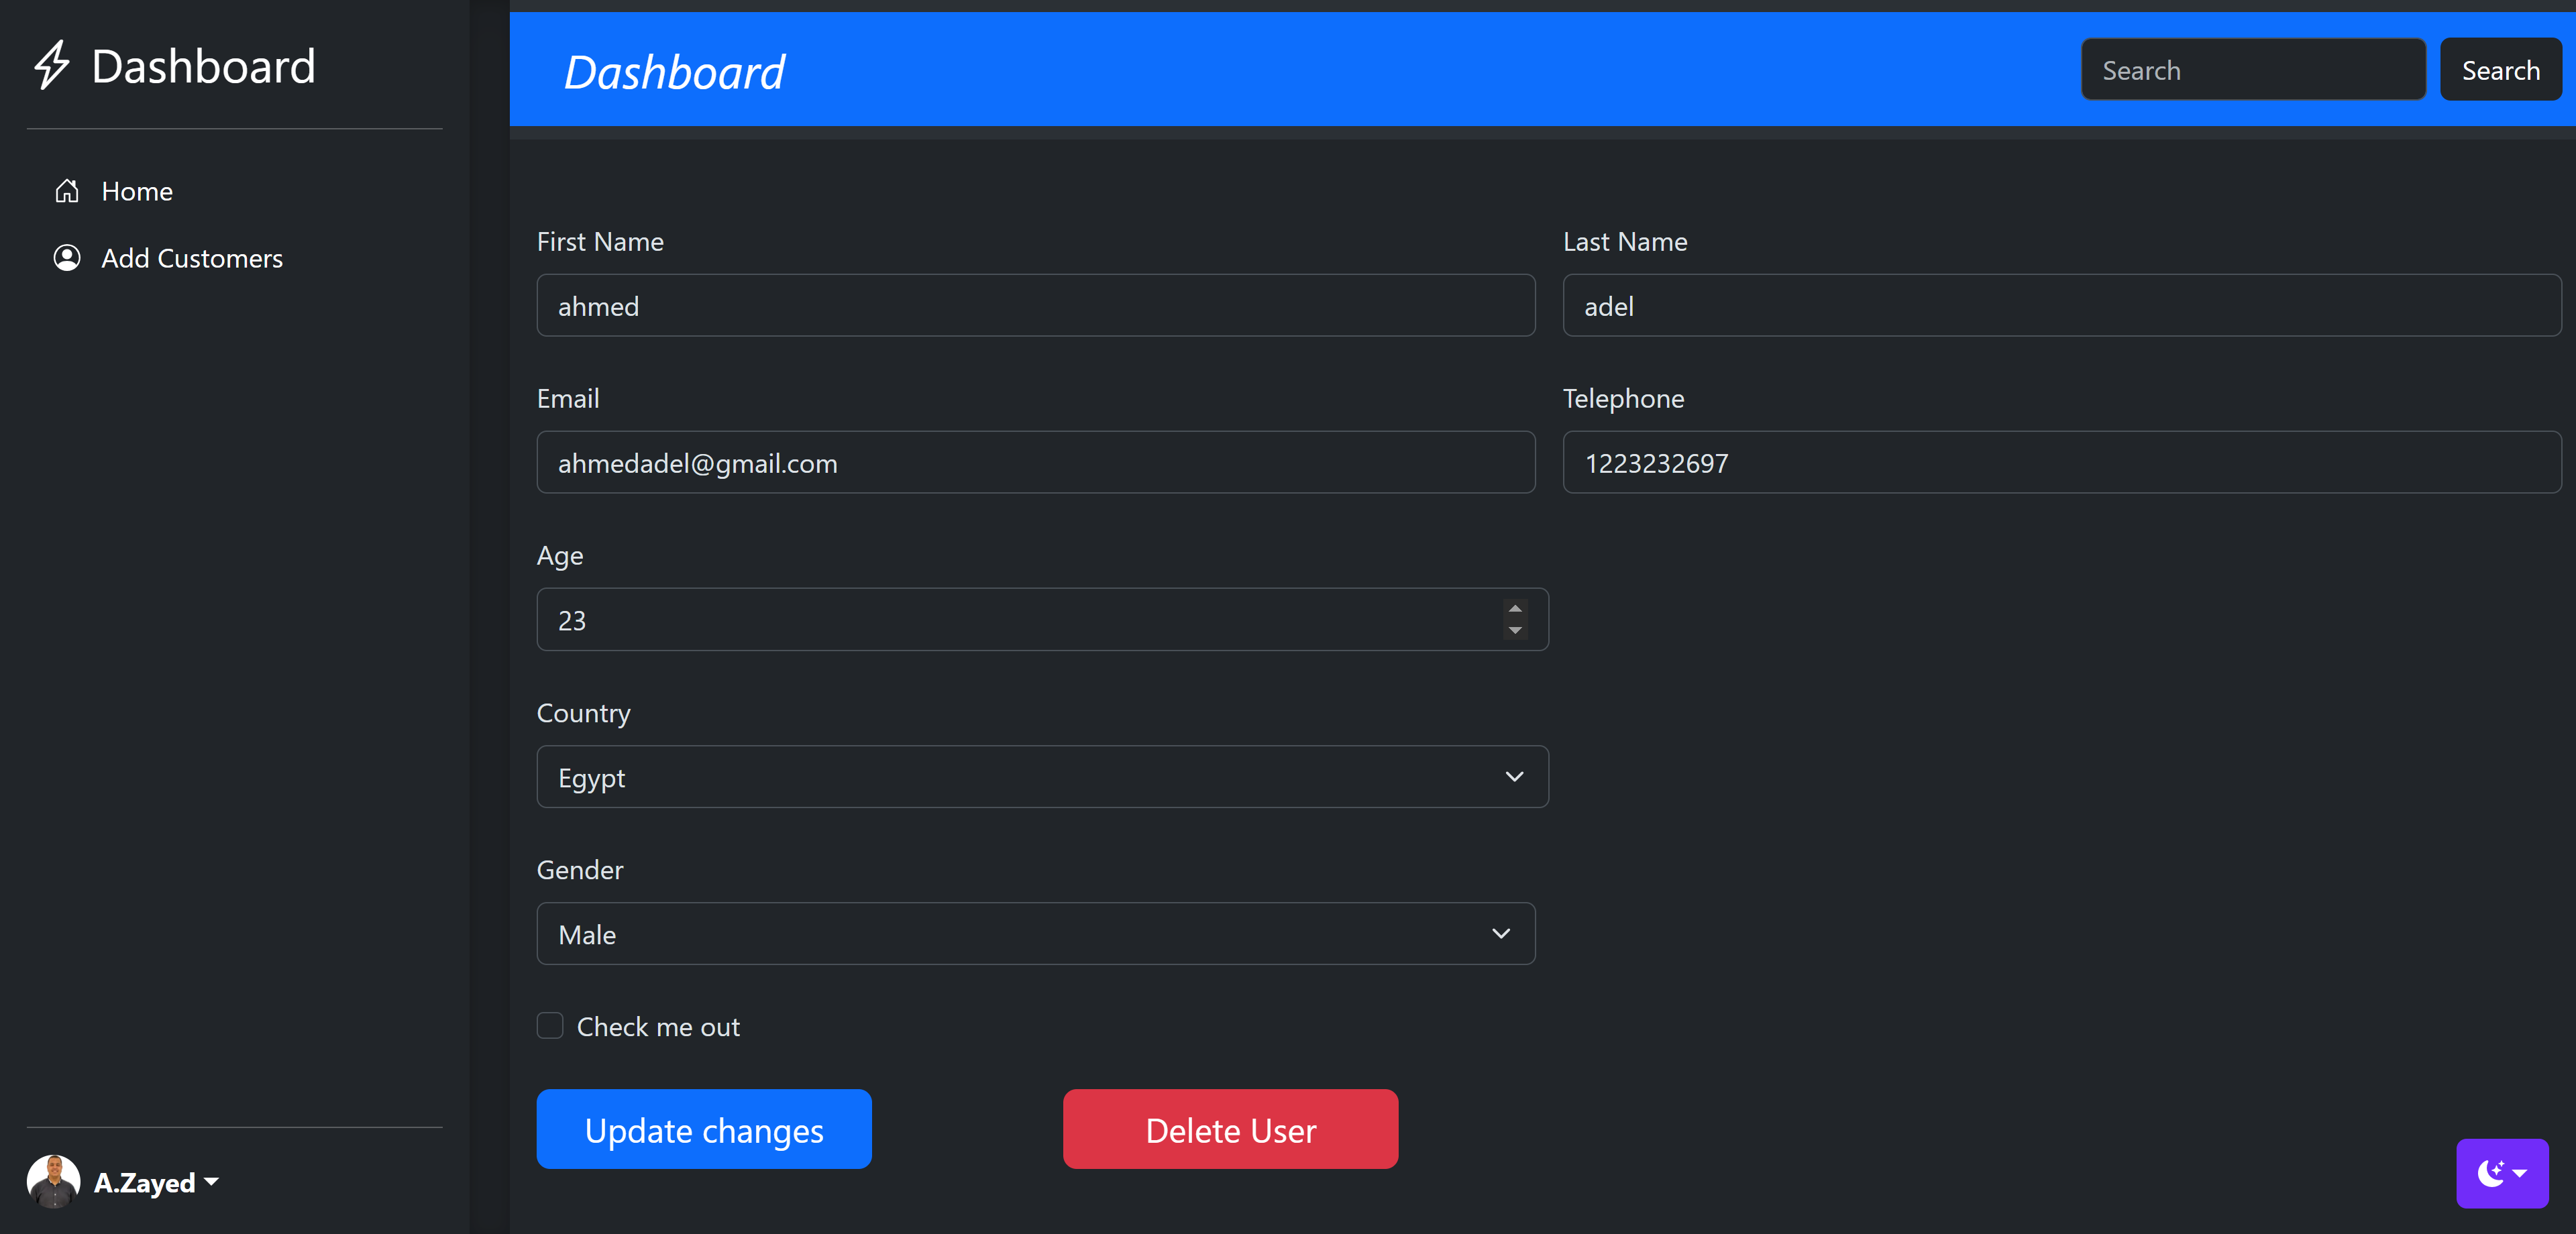 Dashboard
Home
Add Customers
A.Zayed
Dashboard
Search
Search
First Name
Last Name
ahmed
adel
Email
Telephone
ahmedadel@gmail.com
1223232697
Age
23
Country
Egypt
Gender
Male
Check me out
Update changes
Delete User